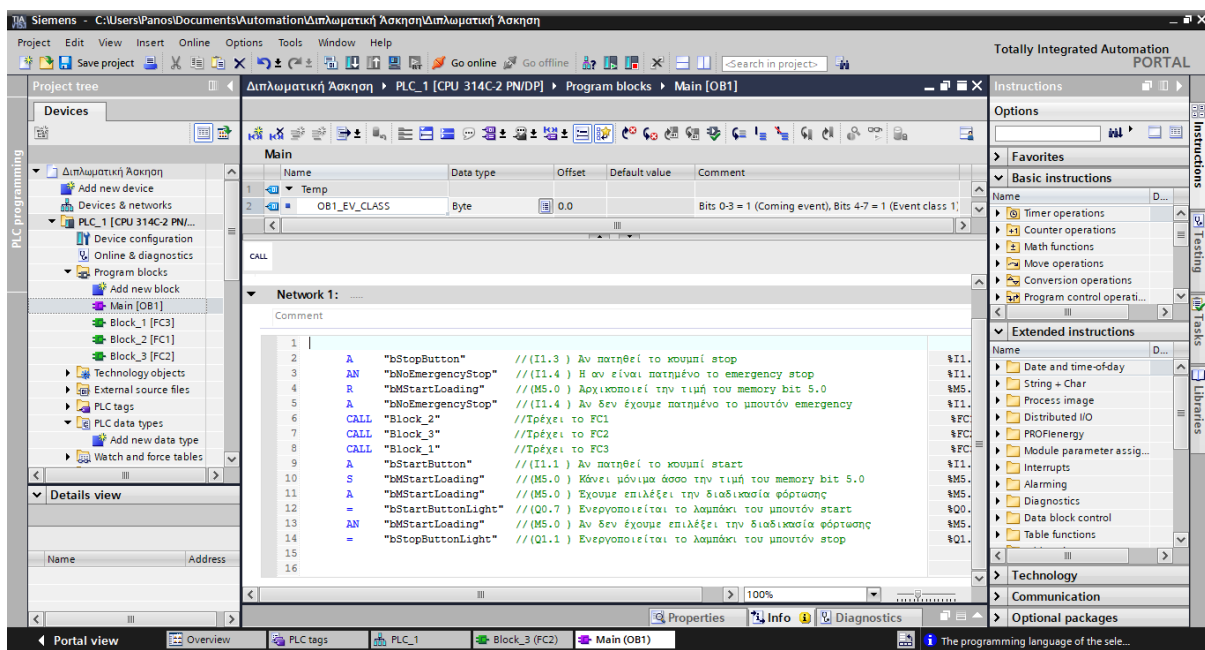 Siemens - C:\Users\Panos\Documents\Automation\Διπλωματική Άσκηση\Διπλωματική Άσκηση
Project Edit View Insert Online Options Tools Window Help
Totally Integrated Automation
PORTAL
Save project Go online Go offline <Search in project>
Project tree
Διπλωματική Άσκηση PLC_1 [CPU 314C-2 PN/DP] Program blocks Main [OB1]
Instructions
Devices
Options
PLC programming
Διπλωματική Άσκηση
Add new device
Devices & networks
PLC_1 [CPU 314C-2 PN/...
Device configuration
Online & diagnostics
Program blocks
Add new block
Main [OB1]
Block_1 [FC3]
Block_2 [FC1]
Block_3 [FC2]
Technology objects
External source files
PLC tags
PLC data types
Add new data type
Watch and force tables
Details view
Name Address
Main
Name Data type Offset Default value Comment
1 Temp
2 OB1_EV_CLASS Byte 0.0 Bits 0-3 = 1 (Coming event), Bits 4-7 = 1 (Event class 1)
CALL
Network 1: .....
Comment
1
2 A "bStopButton" //(I1.3 ) Αν πατηθεί το κουμπί stop %I1.
3 AN "bNoEmergencyStop" //(I1.4 ) Η αν είναι πατημένο το emergency stop %I1.
4 R "bMStartLoading" //(M5.0 ) Αρχικοποιεί την τιμή του memory bit 5.0 %M5.
5 A "bNoEmergencyStop" //(I1.4 ) Αν δεν έχουμε πατημένο το μπουτόν emergency %I1.
6 CALL "Block_2" //Τρέχει το FC1 %FC
7 CALL "Block_3" //Τρέχει το FC2 %FC
8 CALL "Block_1" //Τρέχει το FC3 %FC
9 A "bStartButton" //(I1.1 ) Αν πατηθεί το κουμπί start %I1.
10 S "bMStartLoading" //(M5.0 ) Κάνει μόνιμα άσσο την τιμή του memory bit 5.0 %M5.
11 A "bMStartLoading" //(M5.0 ) Έχουμε επιλέξει την διαδικασία φόρτωσης %M5.
12 = "bStartButtonLight" //(Q0.7 ) Ενεργοποιείται το λαμπάκι του μπουτόν start %Q0.
13 AN "bMStartLoading" //(M5.0 ) Αν δεν έχουμε επιλέξει την διαδικασία φόρτωσης %M5.
14 = "bStopButtonLight" //(Q1.1 ) Ενεργοποιείται το λαμπάκι του μπουτόν stop %Q1.
15
16
100%
Properties Info Diagnostics
Favorites
Basic instructions
Name D...
Timer operations
Counter operations
Math functions
Move operations
Conversion operations
Program control operati...
Extended instructions
Name D...
Date and time-of-day
String + Char
Process image
Distributed I/O
PROFIenergy
Module parameter assig...
Interrupts
Alarming
Diagnostics
Data block control
Table functions
Technology
Communication
Optional packages
Instructions
Testing
Tasks
Libraries
Portal view Overview PLC tags PLC_1 Block_3 (FC2) Main (OB1) The programming language of the sele...